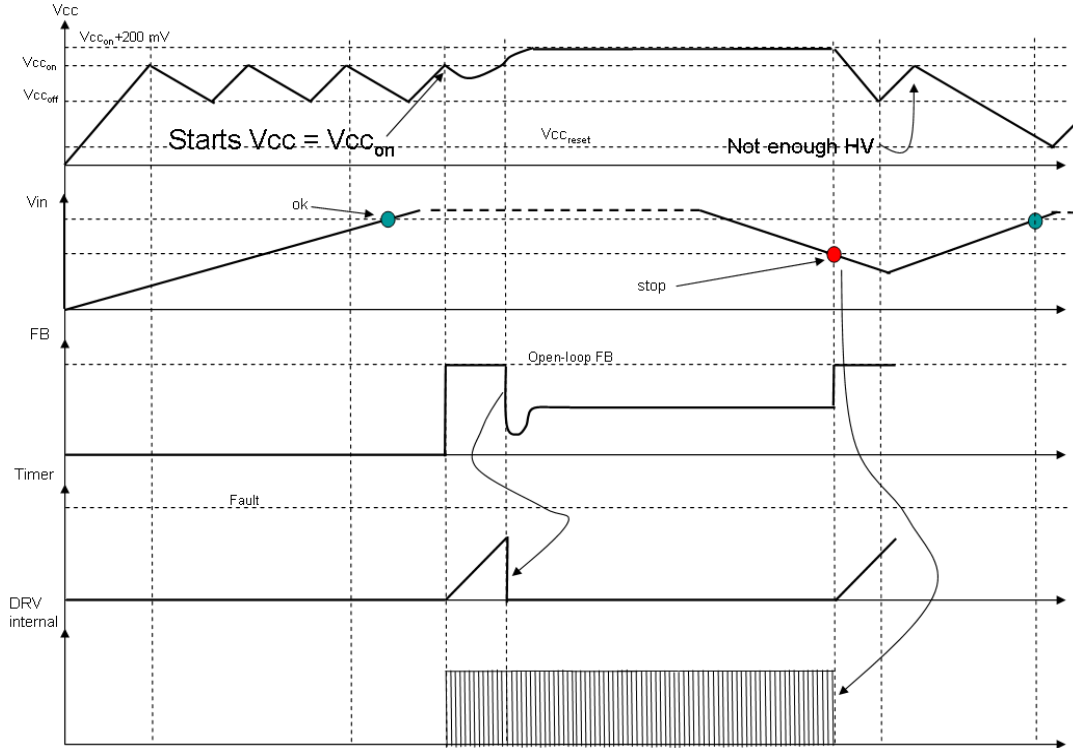 Vcc
Vcc_on+200 mV
Vcc_on
Vcc_off
Starts Vcc = Vcc_on
Vcc_reset
Not enough HV
Vin
ok
stop
FB
Open-loop FB
Timer
Fault
DRV
internal